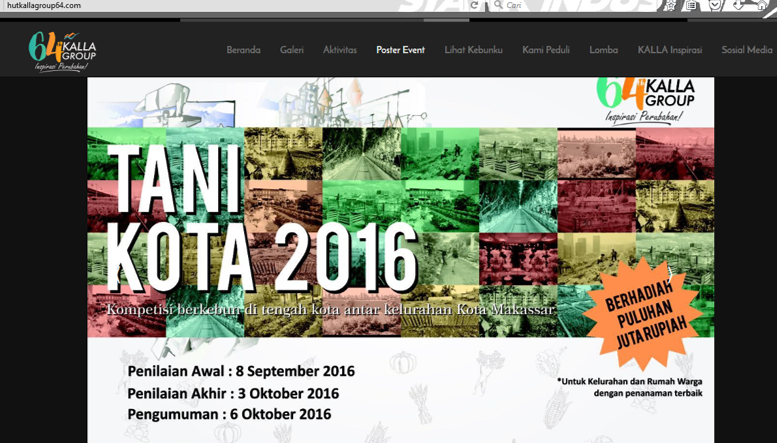 hutkallagroup64.com
Cari
64 KALLA GROUP
Inspirasi Perubahan!
Beranda Galeri Aktivitas Poster Event Lihat Kebunku Kami Peduli Lomba KALLA Inspirasi Sosial Media
64 KALLA GROUP
Inspirasi Perubahan!
TANI
KOTA 2016
Kompetisi berkebun di tengah kota antar kelurahan Kota Makassar
BERHADIAH
PULUHAN
JUTA RUPIAH
Penilaian Awal : 8 September 2016
Penilaian Akhir : 3 Oktober 2016
Pengumuman : 6 Oktober 2016
*Untuk Kelurahan dan Rumah Warga
dengan penanaman terbaik